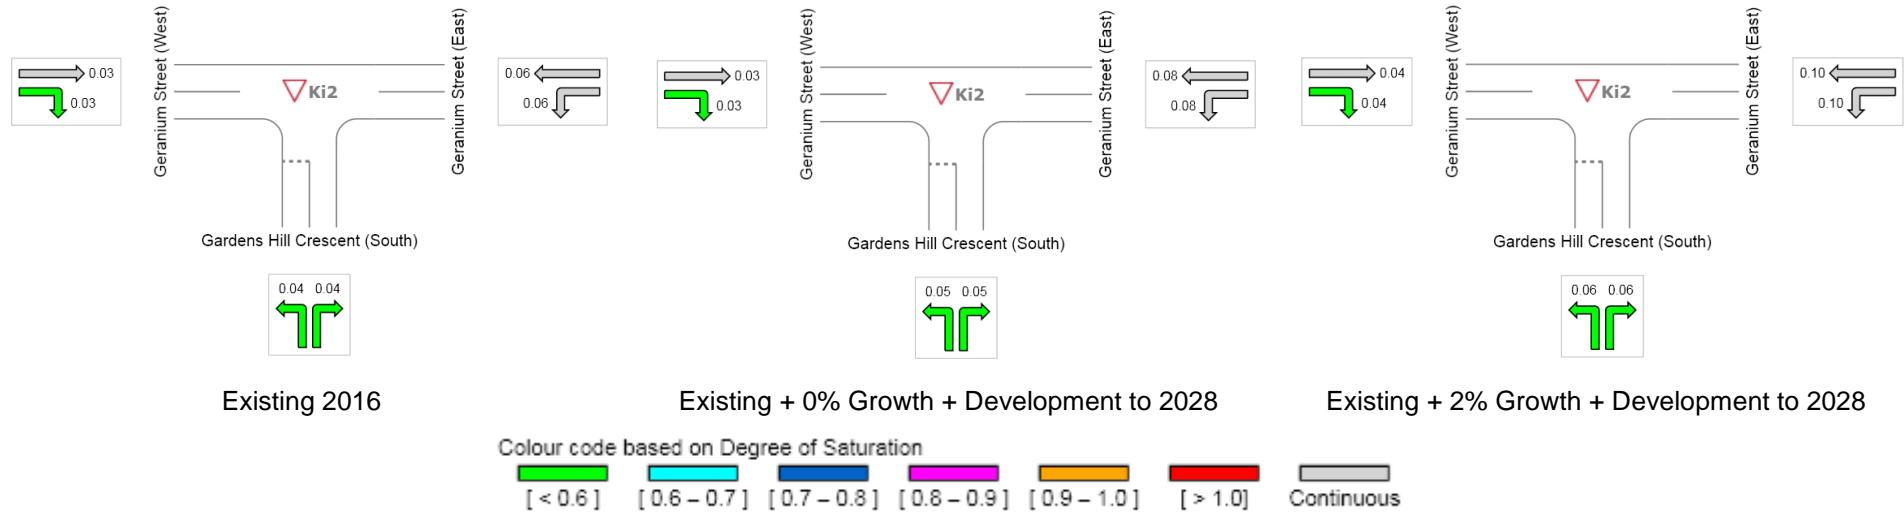 Geranium Street (West)
0.03
0.03
Ki2
Geranium Street (East)
0.06
0.06
Gardens Hill Crescent (South)
0.04 0.04
Existing 2016
0.03
0.03
Geranium Street (West)
Ki2
Geranium Street (East)
0.08
0.08
Gardens Hill Crescent (South)
0.05 0.05
Existing + 0% Growth + Development to 2028
0.04
0.04
Geranium Street (West)
Ki2
Geranium Street (East)
0.10
0.10
Gardens Hill Crescent (South)
0.06 0.06
Existing + 2% Growth + Development to 2028
Colour code based on Degree of Saturation
[ < 0.6 ] [ 0.6 – 0.7 ] [ 0.7 – 0.8 ] [ 0.8 – 0.9 ] [ 0.9 – 1.0 ] [ > 1.0] Continuous